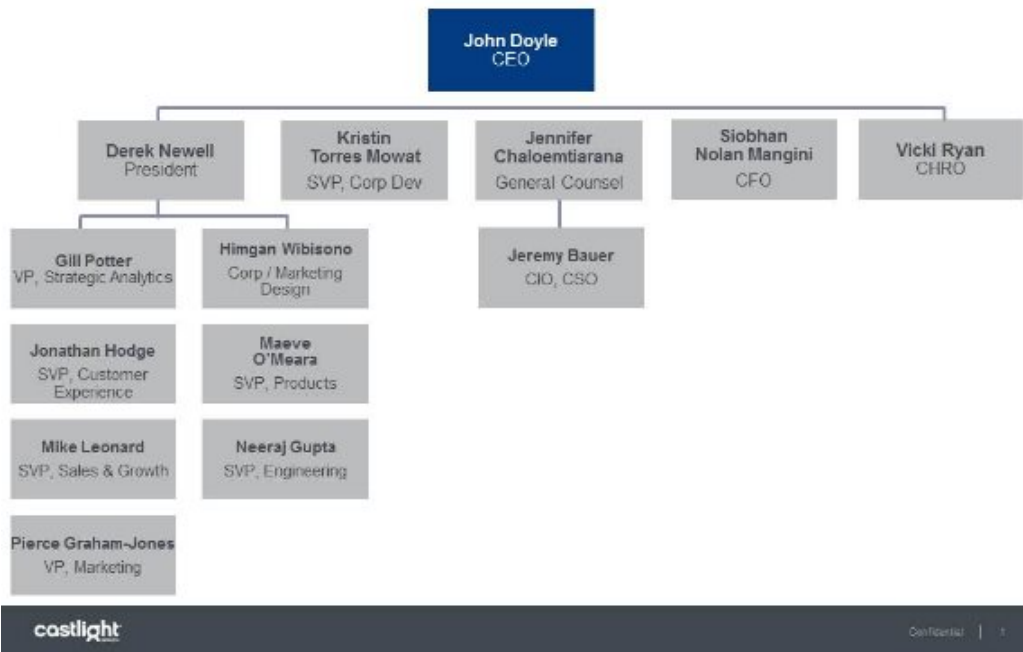 John Doyle
CEO
Derek Newell
President
Kristin
Torres Mowat
SVP, Corp Dev
Jennifer
Chaloemtiarana
General Counsel
Siobhan
Nolan Mangini
CFO
Vicki Ryan
CHRO
Gill Potter
VP, Strategic Analytics
Himgan Wibisono
Corp / Marketing
Design
Jeremy Bauer
CIO, CSO
Jonathan Hodge
SVP, Customer
Experience
Maeve
O'Meara
SVP, Products
Mike Leonard
SVP, Sales & Growth
Neeraj Gupta
SVP, Engineering
Pierce Graham-Jones
VP, Marketing
castlight
Confidential